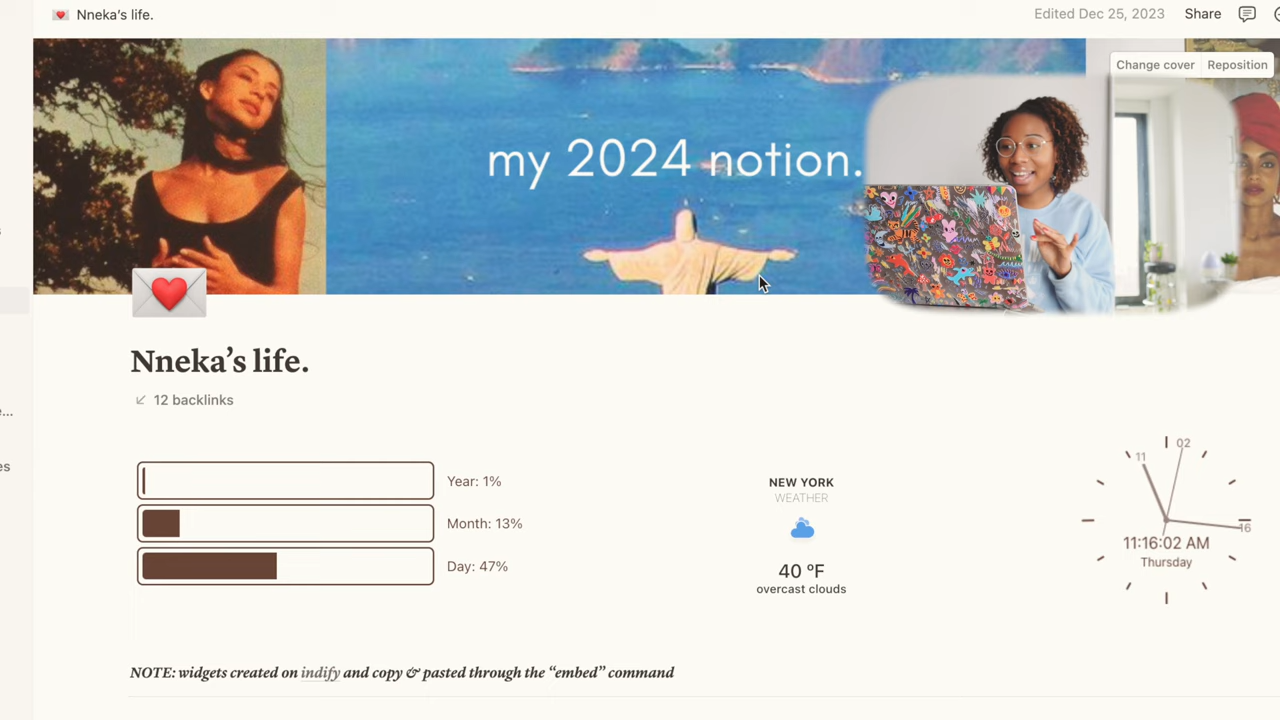 Nneka's life.
Edited Dec 25, 2023
Share
Change cover
Reposition
my 2024 notion.
Nneka's life.
12 backlinks
Year: 1%
Month: 13%
Day: 47%
NEW YORK
WEATHER
40 °F
overcast clouds
02
11
16
11:16:02 AM
Thursday
NOTE: widgets created on indify and copy & pasted through the “embed” command